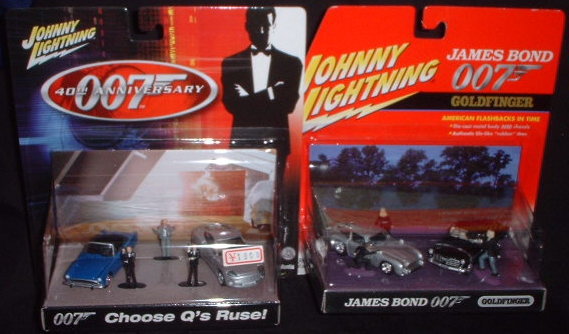 JOHNNY
LIGHTNING
40TH ANNIVERSARY
007
007 Choose Q's Ruse!
JOHNNY
LIGHTNING
JAMES BOND
007
GOLDFINGER
AMERICAN FLASHBACKS IN TIME
JAMES BOND 007 GOLDFINGER